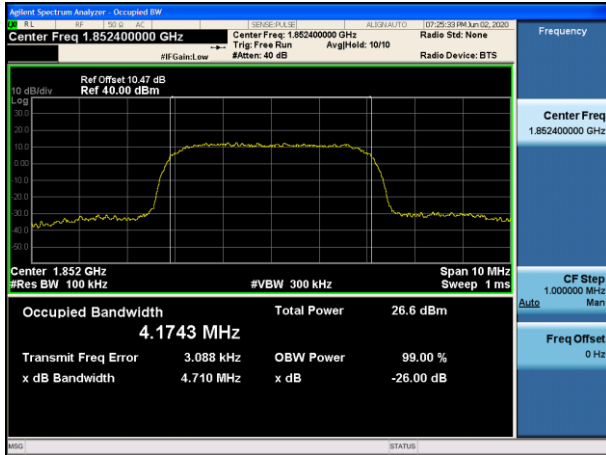 Agilent Spectrum Analyzer - Occupied BW
RL RF 50 Ω AC SENSE:PULSE ALIGNAUTO 07:25:33 PM Jun 02, 2020
Center Freq 1.852400000 GHz Center Freq: 1.852400000 GHz Radio Std: None
Trig: Free Run Avg|Hold: 10/10
#IFGain:Low #Atten: 40 dB Radio Device: BTS
Ref Offset 10.47 dB
10 dB/div Ref 40.00 dBm
Log
30.0
20.0
10.0
0.00
-10.0
-20.0
-30.0
-40.0
-50.0
Center 1.852 GHz Span 10 MHz
#Res BW 100 kHz #VBW 300 kHz Sweep 1 ms
Occupied Bandwidth Total Power 26.6 dBm
4.1743 MHz
Transmit Freq Error 3.088 kHz OBW Power 99.00 %
x dB Bandwidth 4.710 MHz x dB -26.00 dB
MSG STATUS
Frequency
Center Freq
1.852400000 GHz
CF Step
1.000000 MHz
Auto Man
Freq Offset
0 Hz